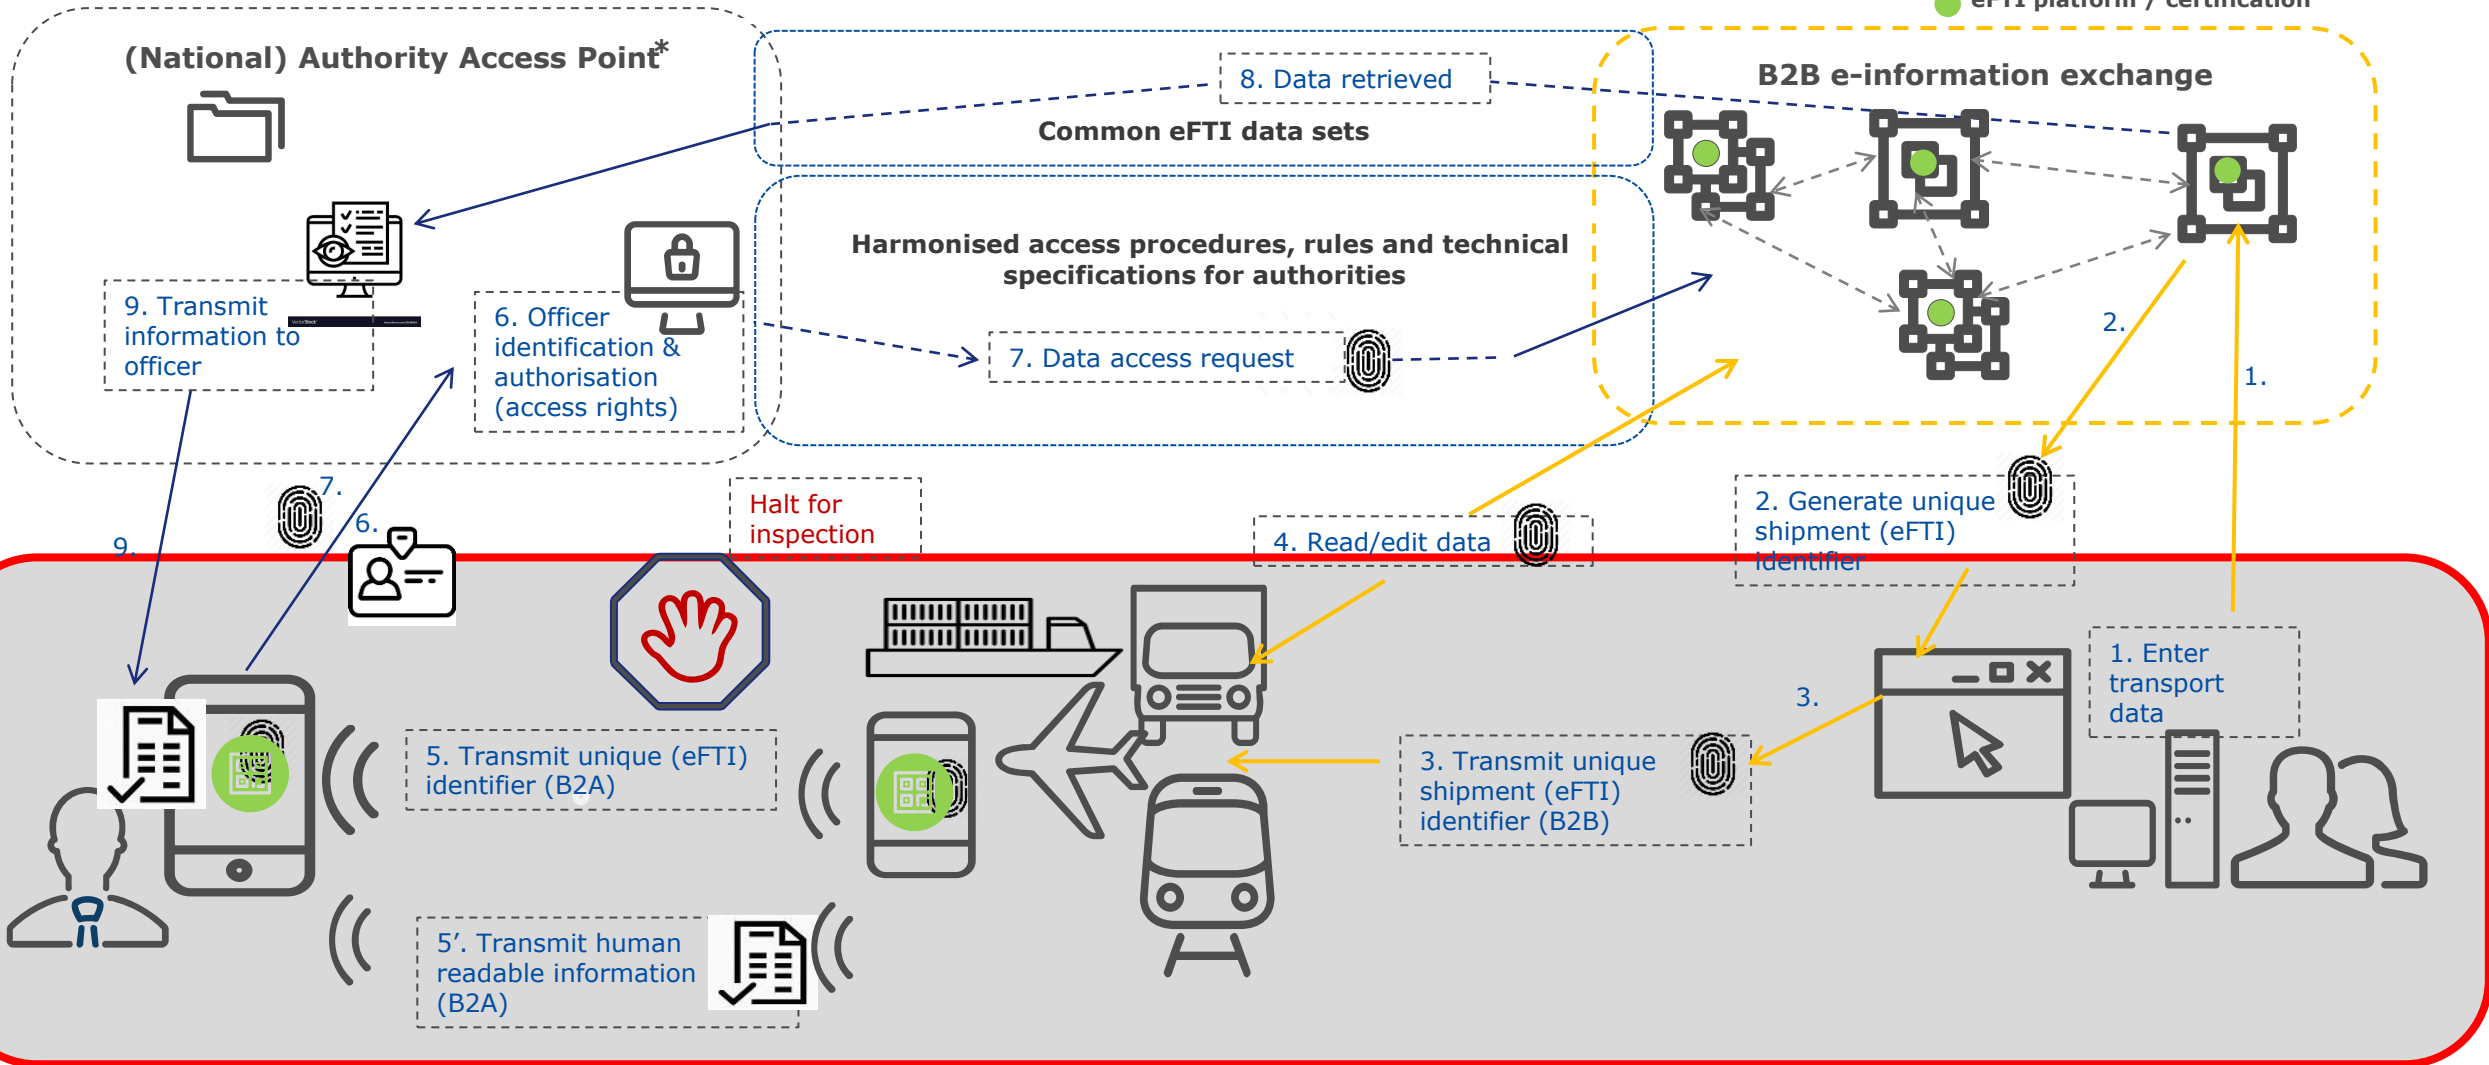 eFTI platform / certification
(National) Authority Access Point*
8. Data retrieved
Common eFTI data sets
B2B e-information exchange
Harmonised access procedures, rules and technical
specifications for authorities
9. Transmit
information to
officer
6. Officer
identification &
authorisation
(access rights)
7. Data access request
2.
1.
7.
6.
9.
Halt for
inspection
4. Read/edit data
2. Generate unique
shipment (eFTI)
identifier
1. Enter
transport
data
3.
5. Transmit unique (eFTI)
identifier (B2A)
3. Transmit unique
shipment (eFTI)
identifier (B2B)
5′. Transmit human
readable information
(B2A)